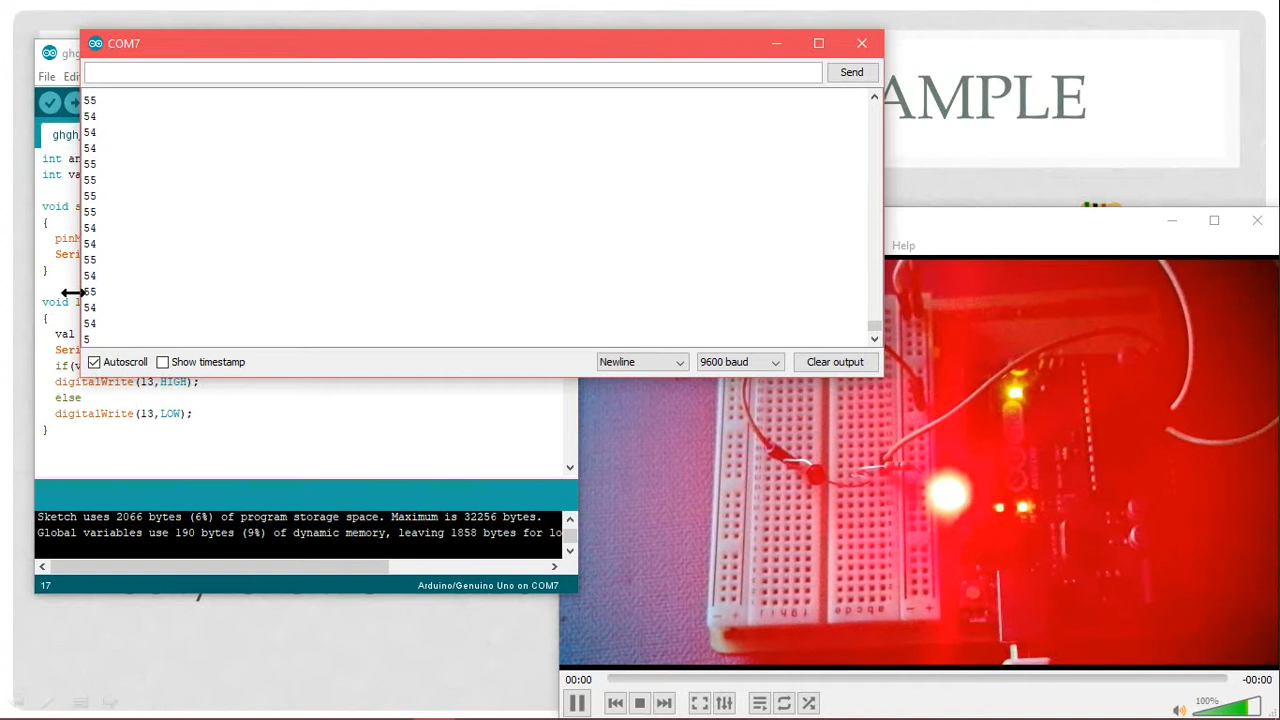 COM7
Send
55
54
54
54
55
55
55
55
54
54
55
54
55
54
54
5
Autoscroll Show timestamp Newline 9600 baud Clear output
File
int
int
void
{
}
void
{
val
digitalWrite(13,HIGH);
else
digitalWrite(13,LOW);
}
Sketch uses 2066 bytes (6%) of program storage space. Maximum is 32256 bytes.
Global variables use 190 bytes (9%) of dynamic memory, leaving 1858 bytes for lo
17 Arduino/Genuino Uno on COM7
AMPLE
Help
00:00 -00:00
100%